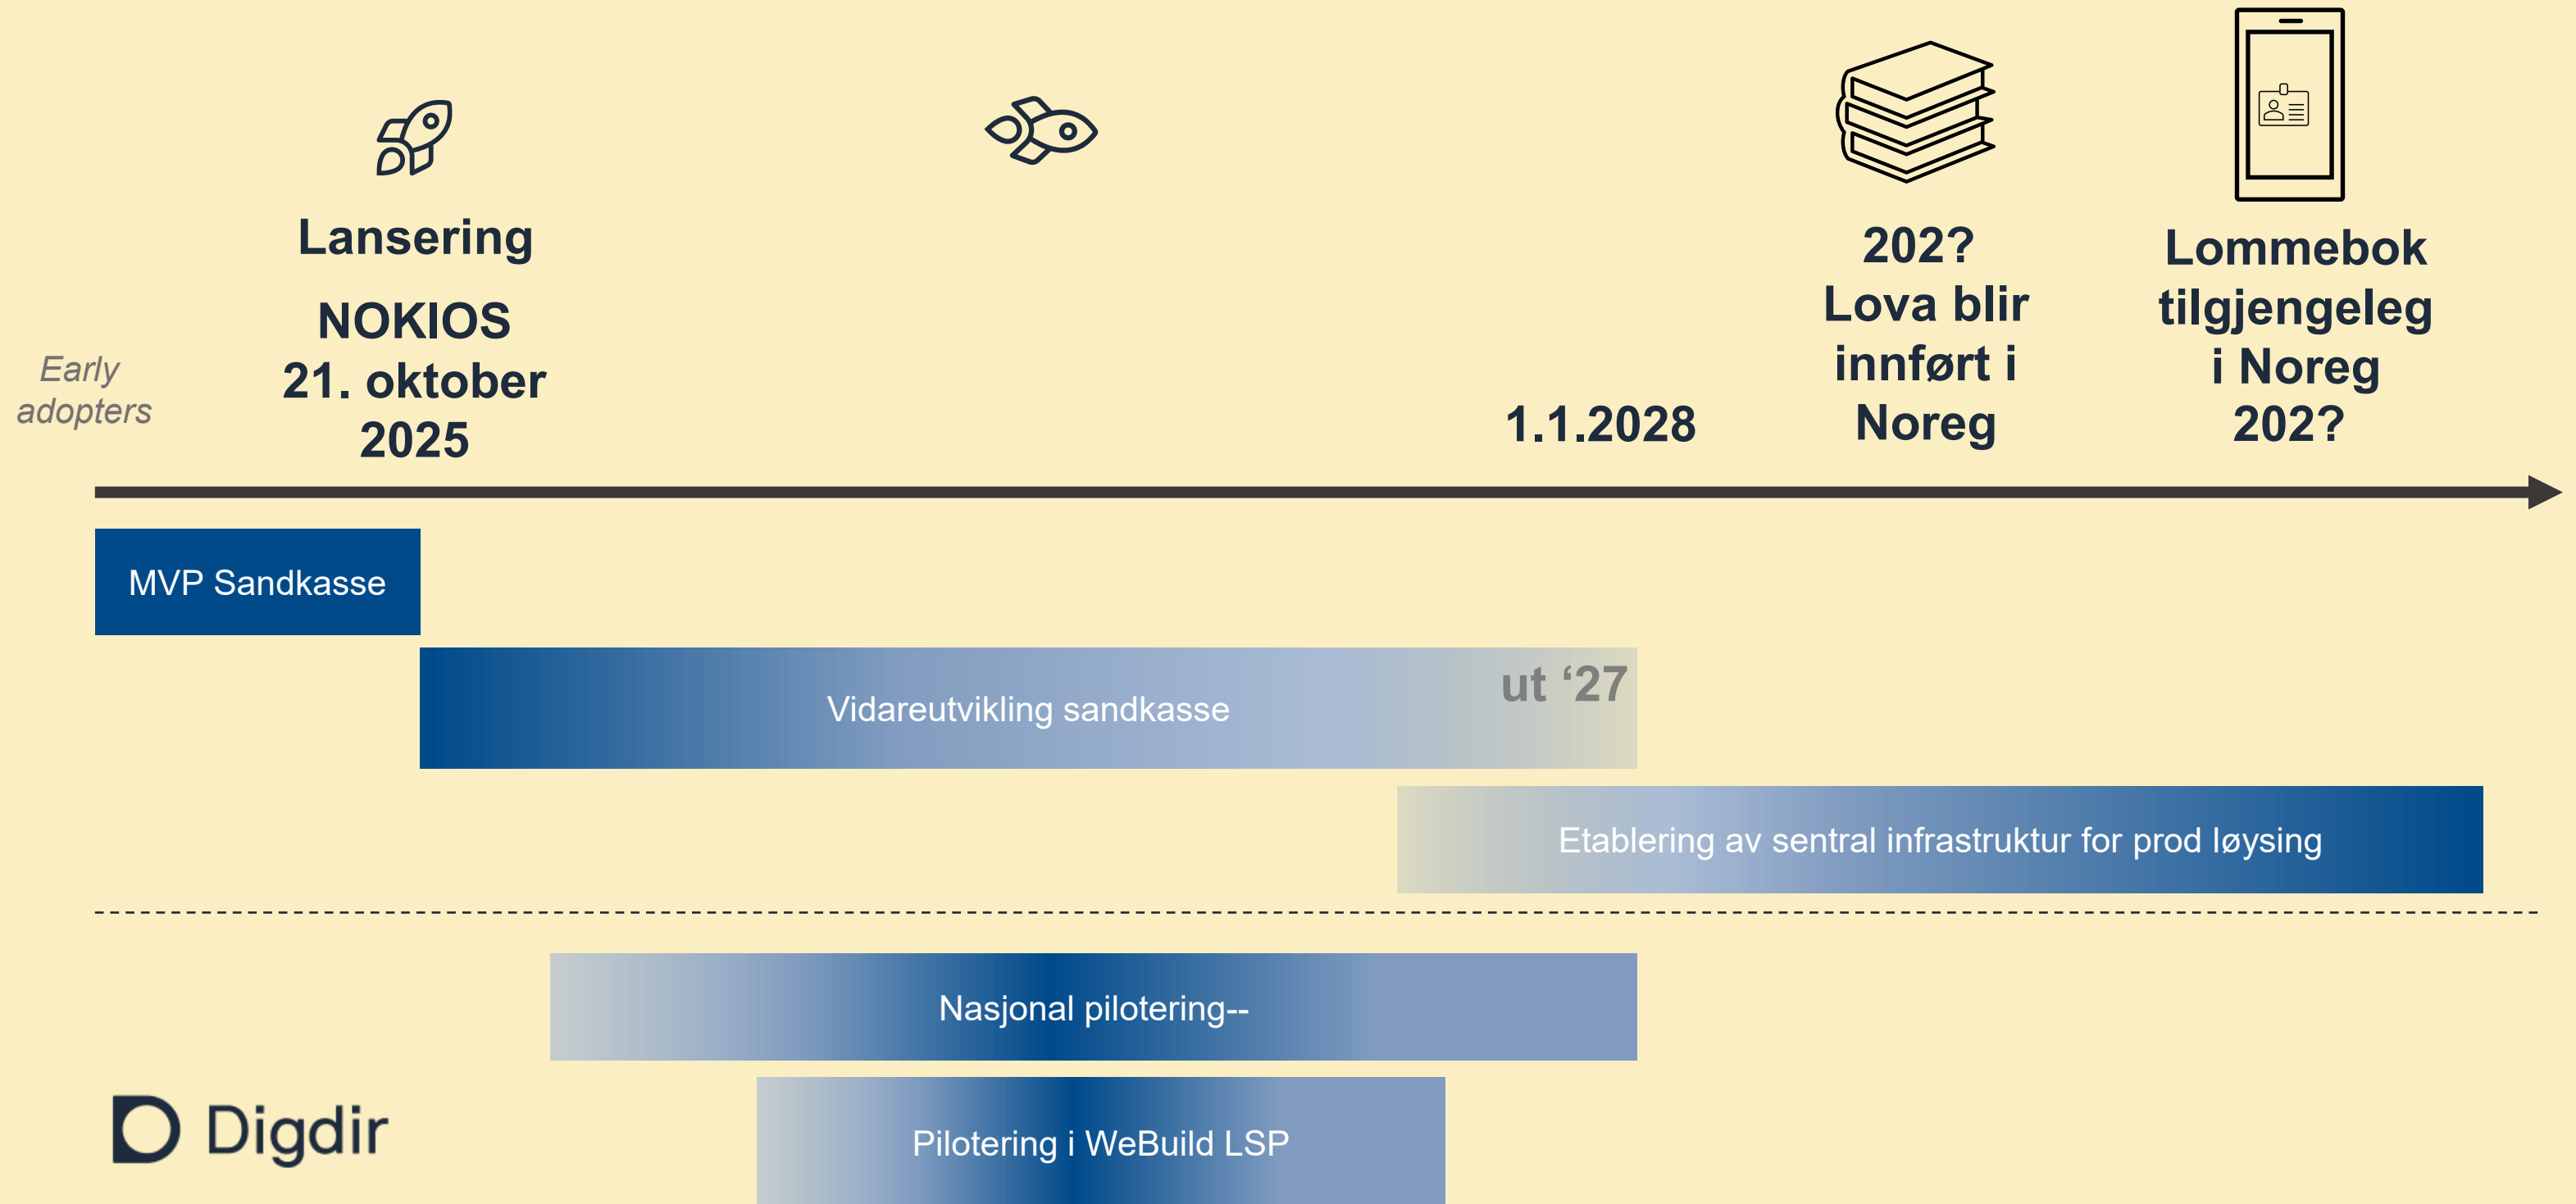 Lansering
NOKIOS
21. oktober
2025
Early
adopters
1.1.2028
202?
Lova blir
innført i
Noreg
Lommebok
tilgjengeleg
i Noreg
202?
MVP Sandkasse
Vidareutvikling sandkasse
ut ‘27
Etablering av sentral infrastruktur for prod løysing
Nasjonal pilotering--
Pilotering i WeBuild LSP
Digdir